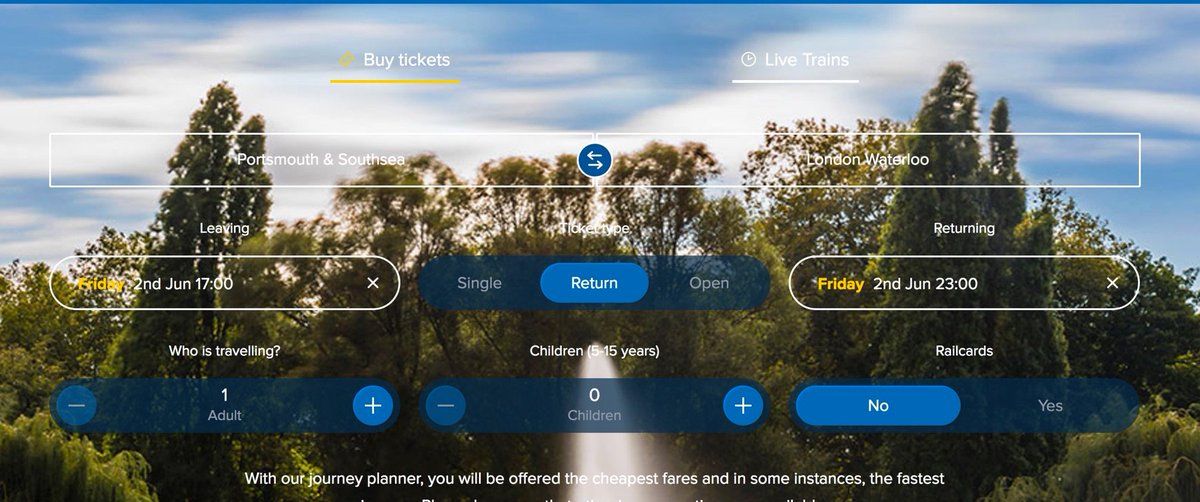 Buy tickets
Live Trains
Portsmouth & Southsea
London Waterloo
Leaving
Ticket type
Returning
Friday 2nd Jun 17:00
Single
Return
Open
Friday 2nd Jun 23:00
Who is travelling?
Children (5-15 years)
Railcards
1
Adult
0
Children
No
Yes
With our journey planner, you will be offered the cheapest fares and in some instances, the fastest